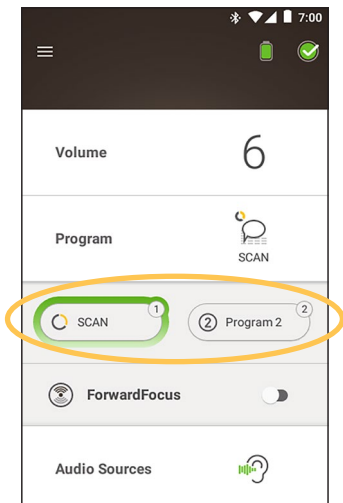 7:00
Volume 6
Program
SCAN
SCAN 1 2 Program 2 2
ForwardFocus
Audio Sources